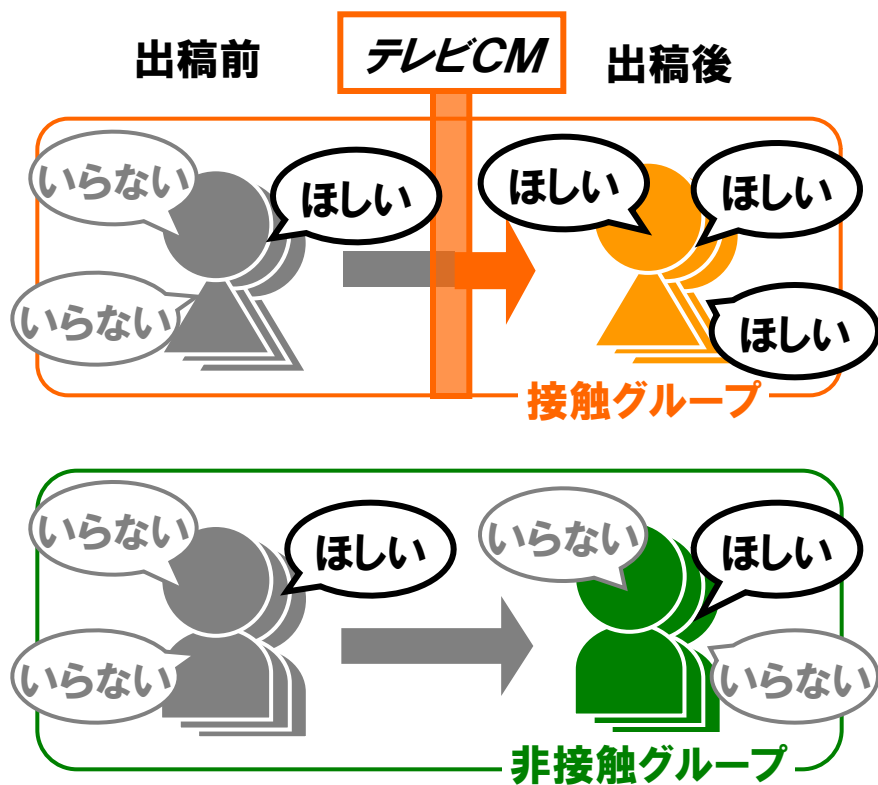 出稿前
テレビCM
出稿後
いらない
ほしい
いらない
ほしい
ほしい
ほしい
接触グループ
いらない
ほしい
いらない
いらない
ほしい
いらない
非接触グループ